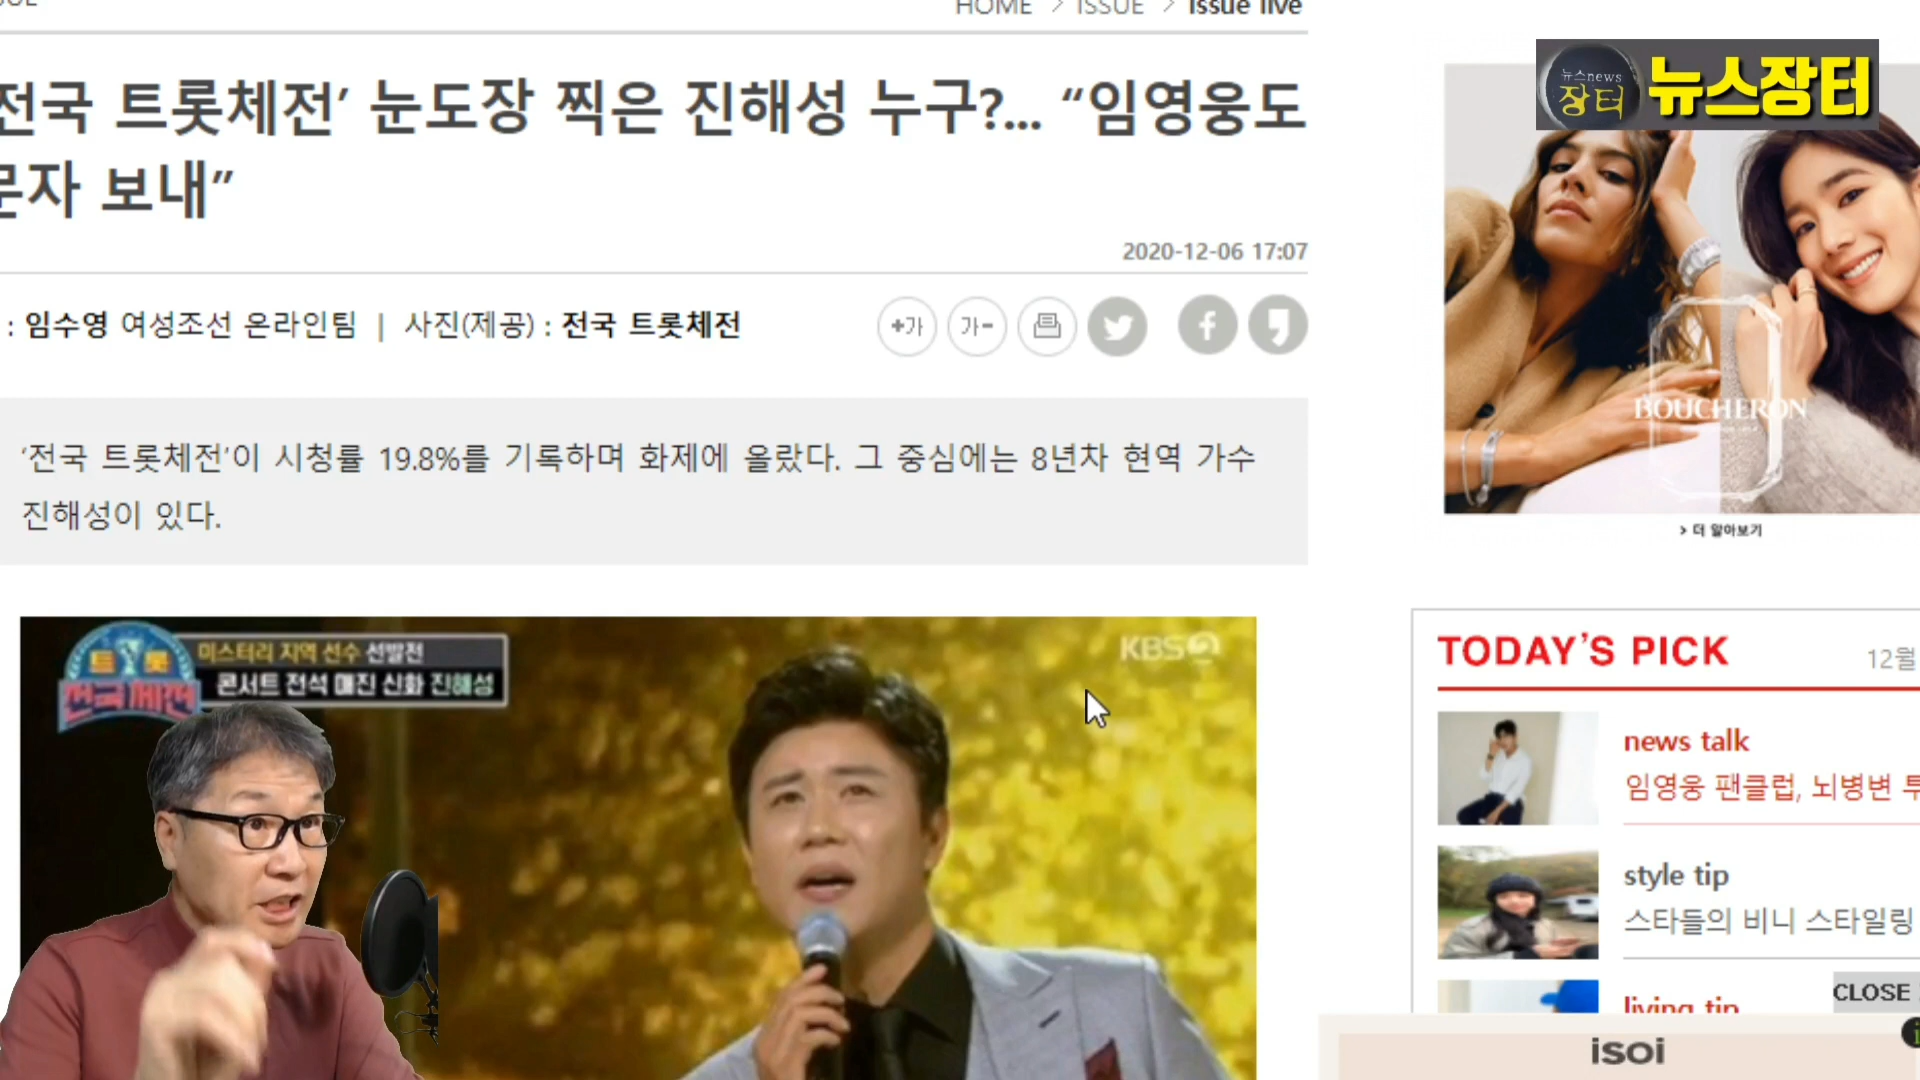 HOME > ISSUE > Issue live
전국 트롯체전’ 눈도장 찍은 진해성 누구?... “임영웅도
문자 보내”
2020-12-06 17:07
: 임수영 여성조선 온라인팀 | 사진(제공) : 전국 트롯체전
+가 가-
‘전국 트롯체전’이 시청률 19.8%를 기록하며 화제에 올랐다. 그 중심에는 8년차 현역 가수
진해성이 있다.
트롯
전국체전
미스터리 지역 선수 선발전
콘서트 전석 매진 신화 진해성
KBS2
뉴스news
장터
뉴스장터
BOUCHERON
> 더 알아보기
TODAY'S PICK
12월
news talk
임영웅 팬클럽, 뇌병변
style tip
스타들의 비니 스타일링
living tip
CLOSE
isoi